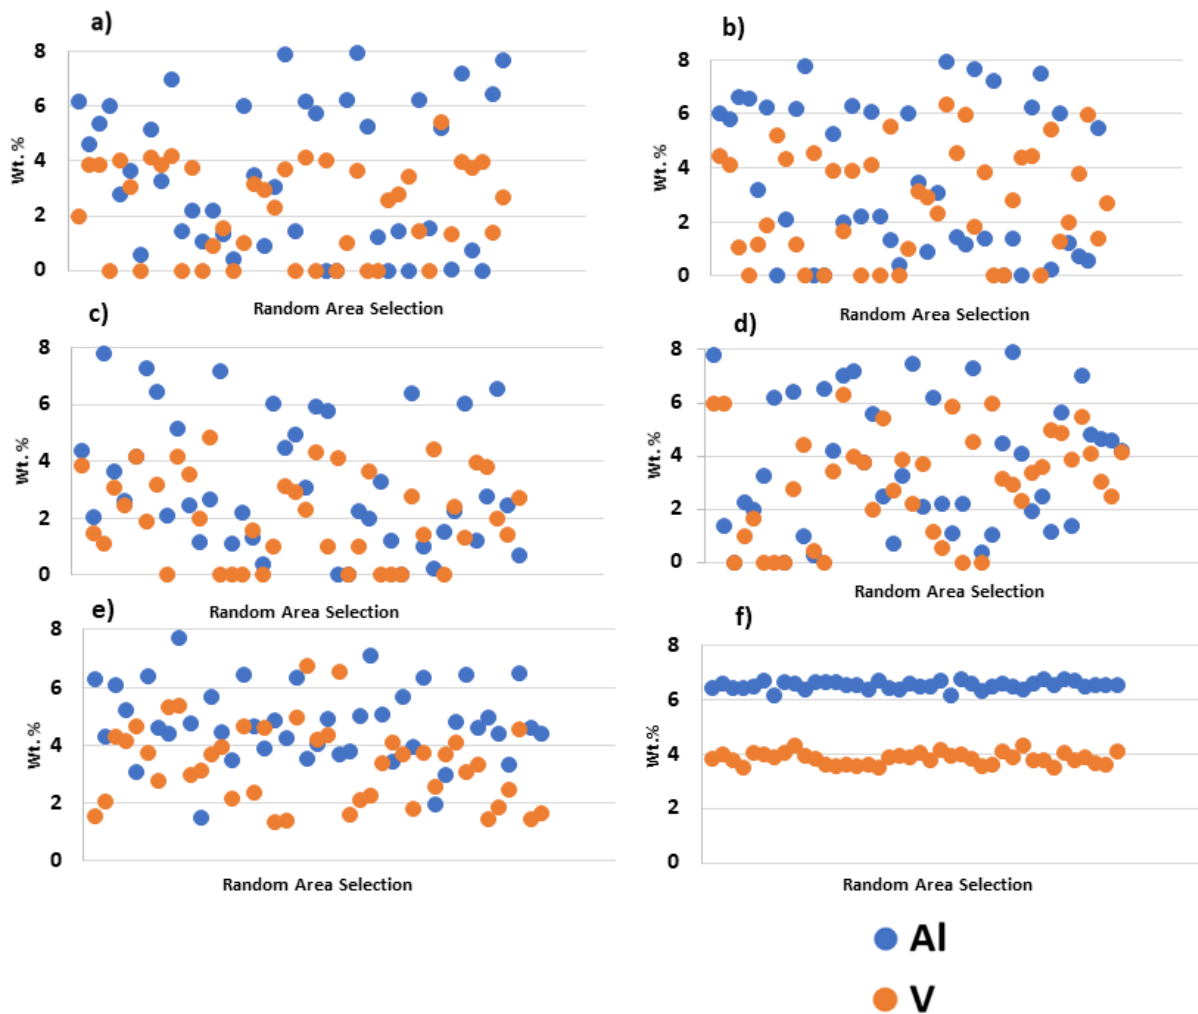 a)
8
6
4
2
0
Wt. %
Random Area Selection
b)
8
6
4
2
0
Wt. %
Random Area Selection
c)
8
6
4
2
0
Wt. %
Random Area Selection
d)
8
6
4
2
0
Wt. %
Random Area Selection
e)
8
6
4
2
0
Wt. %
Random Area Selection
f)
8
6
4
2
0
Wt.%
Random Area Selection
Al
V